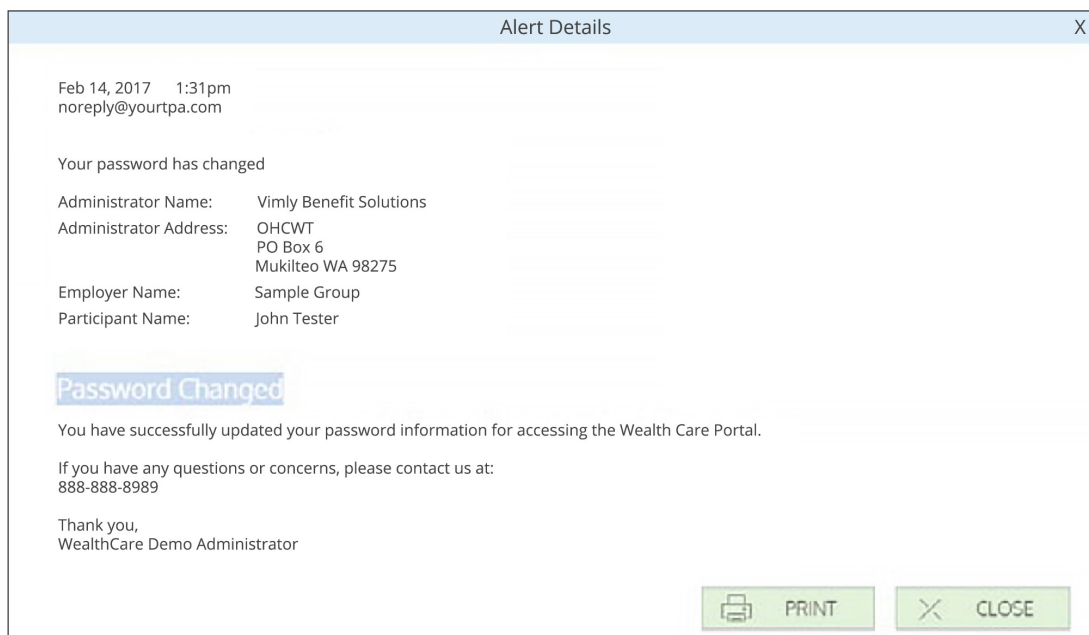 Alert Details X
Feb 14, 2017 1:31pm
noreply@yourtpa.com
Your password has changed
Administrator Name: Vimly Benefit Solutions
Administrator Address: OHCWT
PO Box 6
Mukilteo WA 98275
Employer Name: Sample Group
Participant Name: John Tester
Password Changed
You have successfully updated your password information for accessing the Wealth Care Portal.
If you have any questions or concerns, please contact us at:
888-888-8989
Thank you,
WealthCare Demo Administrator
PRINT CLOSE